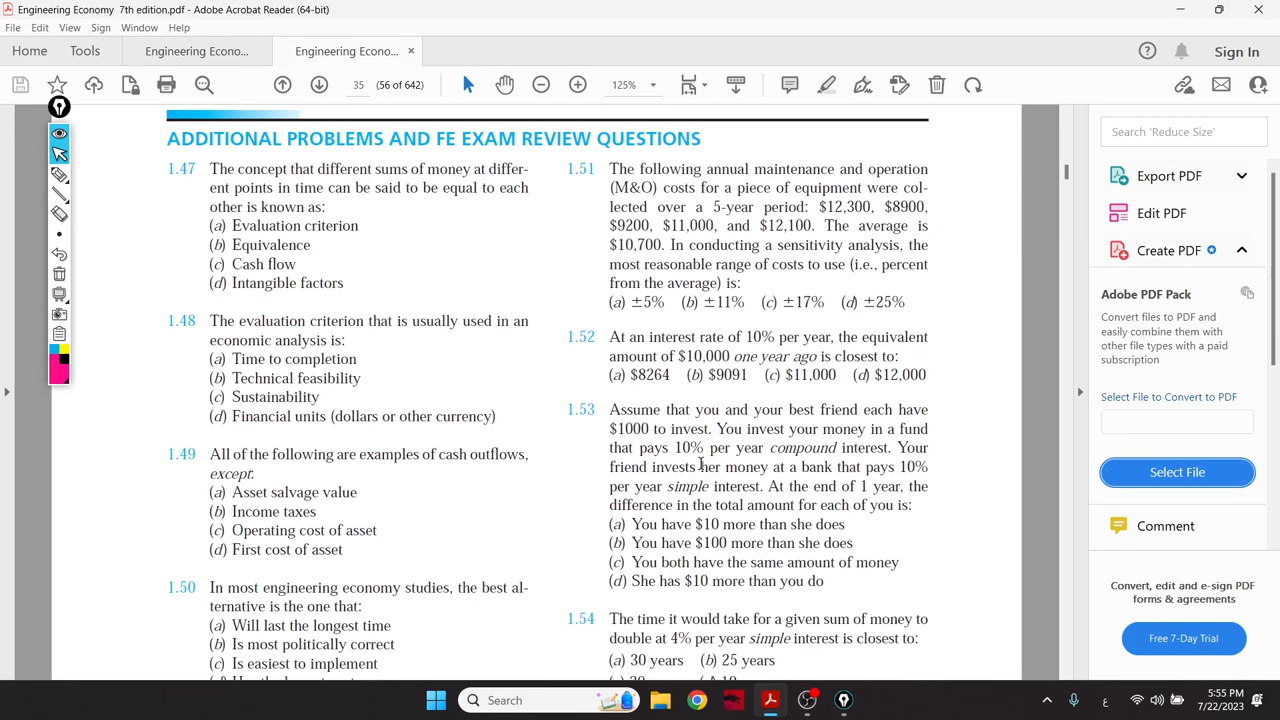 Engineering Economy 7th edition.pdf - Adobe Acrobat Reader (64-bit)
File Edit View Sign Window Help
Home Tools Engineering Econo... Engineering Econo... × Sign In
35 (56 of 642) 125%
ADDITIONAL PROBLEMS AND FE EXAM REVIEW QUESTIONS
1.47 The concept that different sums of money at differ-
ent points in time can be said to be equal to each
other is known as:
(a) Evaluation criterion
(b) Equivalence
(c) Cash flow
(d) Intangible factors
1.48 The evaluation criterion that is usually used in an
economic analysis is:
(a) Time to completion
(b) Technical feasibility
(c) Sustainability
(d) Financial units (dollars or other currency)
1.49 All of the following are examples of cash outflows,
except:
(a) Asset salvage value
(b) Income taxes
(c) Operating cost of asset
(d) First cost of asset
1.50 In most engineering economy studies, the best al-
ternative is the one that:
(a) Will last the longest time
(b) Is most politically correct
(c) Is easiest to implement
1.51 The following annual maintenance and operation
(M&O) costs for a piece of equipment were col-
lected over a 5-year period: $12,300, $8900,
$9200, $11,000, and $12,100. The average is
$10,700. In conducting a sensitivity analysis, the
most reasonable range of costs to use (i.e., percent
from the average) is:
(a) ±5% (b) ±11% (c) ±17% (d) ±25%
1.52 At an interest rate of 10% per year, the equivalent
amount of $10,000 one year ago is closest to:
(a) $8264 (b) $9091 (c) $11,000 (d) $12,000
1.53 Assume that you and your best friend each have
$1000 to invest. You invest your money in a fund
that pays 10% per year compound interest. Your
friend invests her money at a bank that pays 10%
per year simple interest. At the end of 1 year, the
difference in the total amount for each of you is:
(a) You have $10 more than she does
(b) You have $100 more than she does
(c) You both have the same amount of money
(d) She has $10 more than you do
1.54 The time it would take for a given sum of money to
double at 4% per year simple interest is closest to:
(a) 30 years (b) 25 years
Search 'Reduce Size'
Export PDF
Edit PDF
Create PDF
Adobe PDF Pack
Convert files to PDF and
easily combine them with
other file types with a paid
subscription
Select File to Convert to PDF
Select File
Comment
Convert, edit and e-sign PDF
forms & agreements
Free 7-Day Trial
Search
ع
5:55 PM
7/22/2023